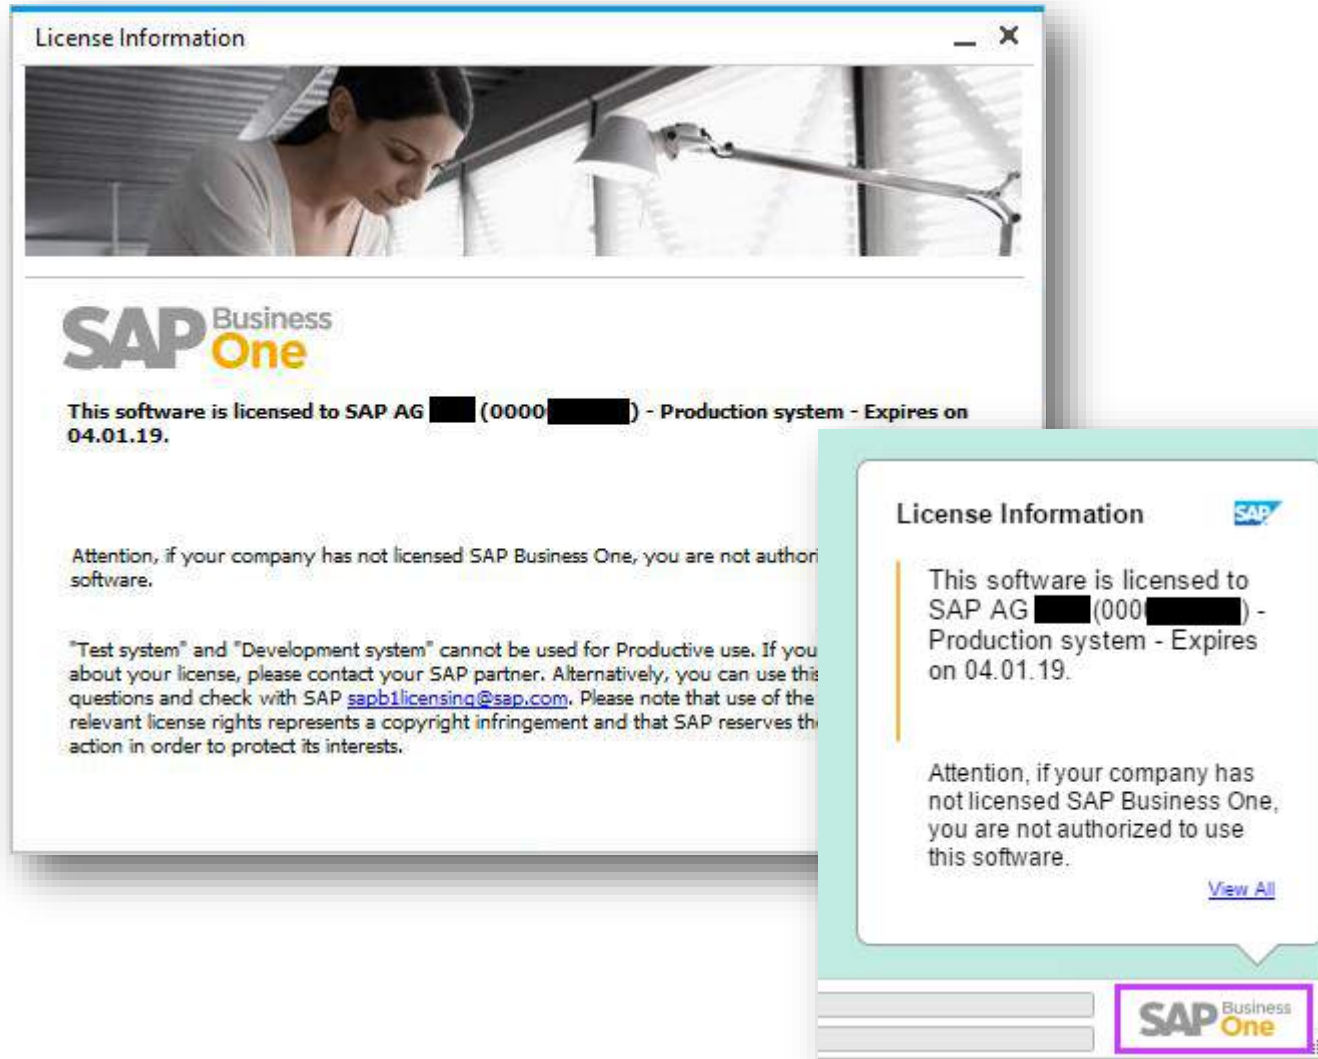 License Information
SAP Business
One
This software is licensed to SAP AG (0000 ) - Production system - Expires on
04.01.19.
Attention, if your company has not licensed SAP Business One, you are not
software.
"Test system" and "Development system" cannot be used for Productive use. If you
about your license, please contact your SAP partner. Alternatively, you can use this
questions and check with SAP sapb1licensing@sap.com. Please note that use of the
relevant license rights represents a copyright infringement and that SAP reserves
action in order to protect its interests.
License Information SAP
This software is licensed to
SAP AG (000 ) -
Production system - Expires
on 04.01.19.
Attention, if your company has
not licensed SAP Business One,
you are not authorized to use
this software.
View All
SAP Business
One